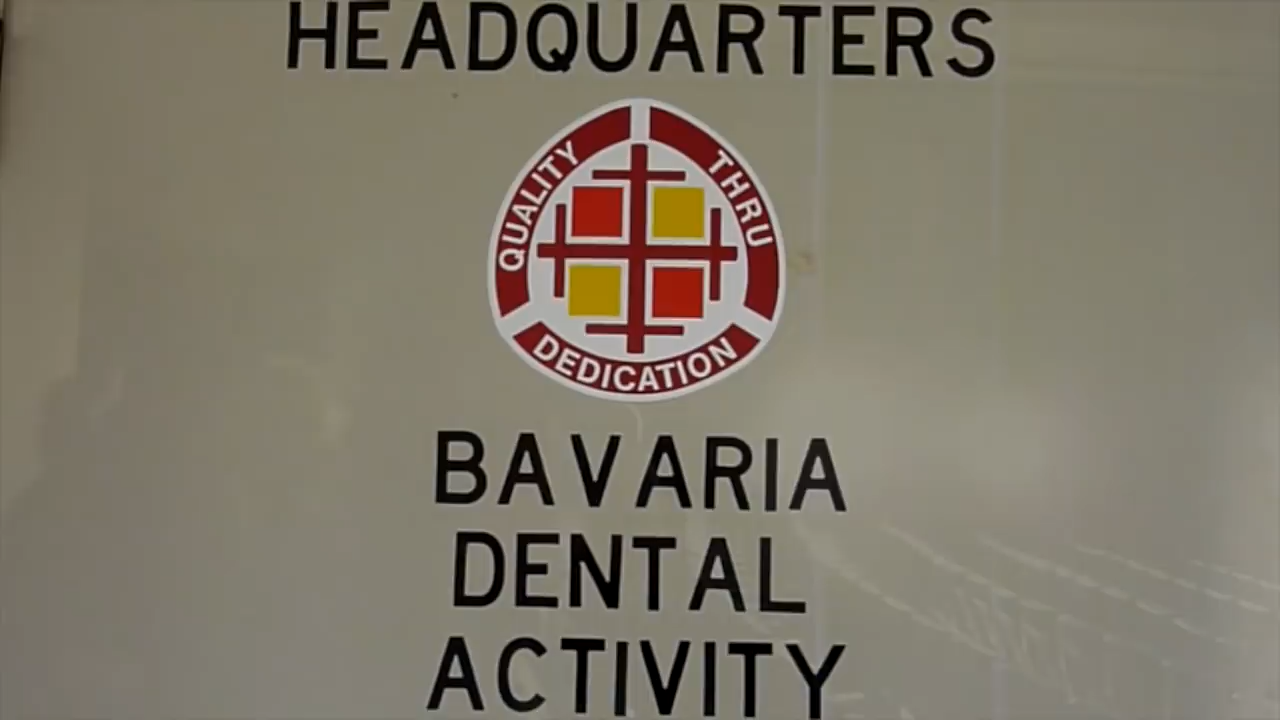 HEADQUARTERS
QUALITY
THRU
DEDICATION
BAVARIA
DENTAL
ACTIVITY